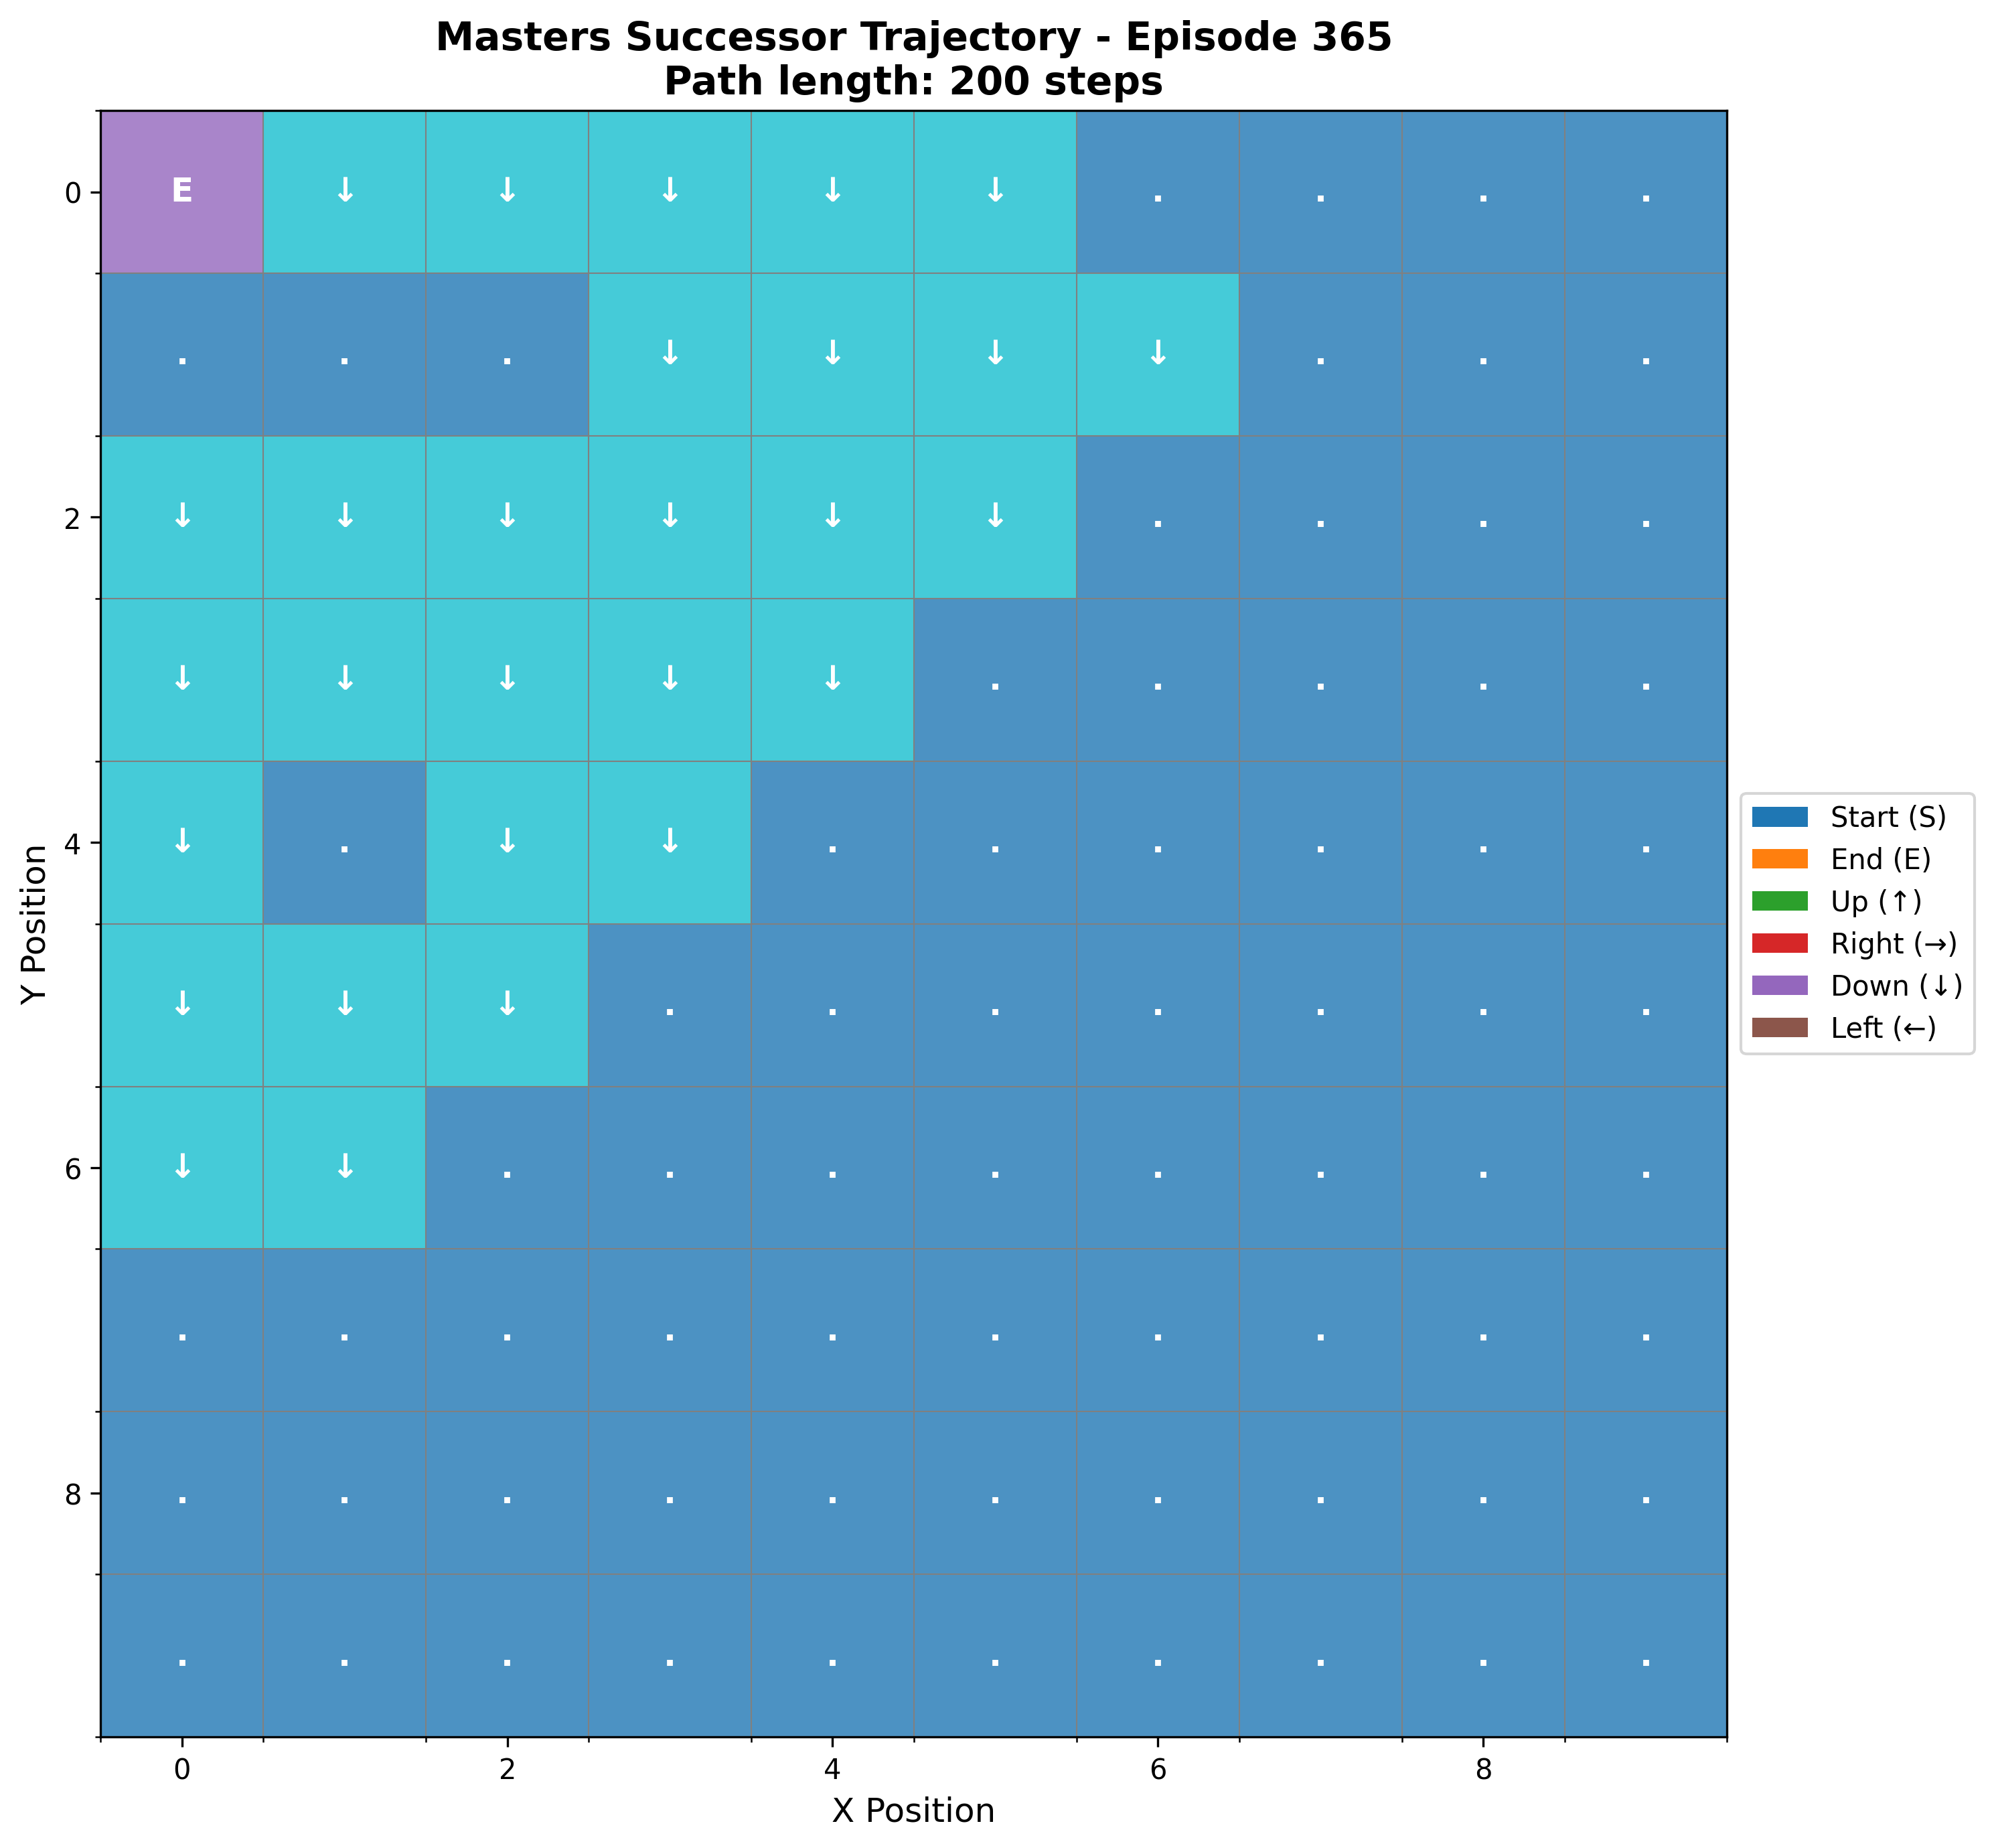 Masters Successor Trajectory - Episode 365
Path length: 200 steps
0 E ↓ ↓ ↓ ↓ ↓ . . . .
. . . ↓ ↓ ↓ ↓ . . .
2 ↓ ↓ ↓ ↓ ↓ ↓ . . . .
↓ ↓ ↓ ↓ ↓ . . . . .
4 ↓ . ↓ ↓ . . . . . .
↓ ↓ ↓ . . . . . . .
6 ↓ ↓ . . . . . . . .
. . . . . . . . . .
8 . . . . . . . . . .
. . . . . . . . . .
0 2 4 6 8
X Position
Y Position
Start (S)
End (E)
Up (↑)
Right (→)
Down (↓)
Left (←)